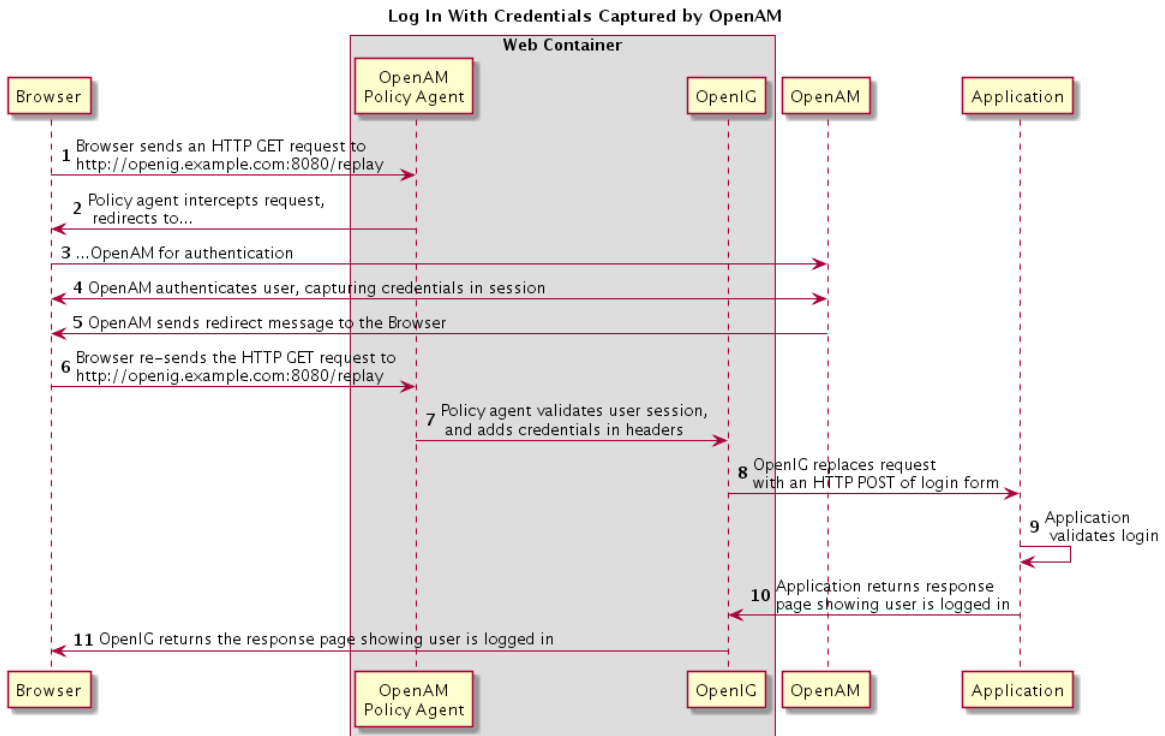 Log In With Credentials Captured by OpenAM
Web Container
Browser
OpenAM
Policy Agent
OpenIG
OpenAM
Application
1 Browser sends an HTTP GET request to
http://openig.example.com:8080/replay
2 Policy agent intercepts request,
redirects to...
3 ...OpenAM for authentication
4 OpenAM authenticates user, capturing credentials in session
5 OpenAM sends redirect message to the Browser
6 Browser re-sends the HTTP GET request to
http://openig.example.com:8080/replay
7 Policy agent validates user session,
and adds credentials in headers
8 OpenIG replaces request
with an HTTP POST of login form
9 Application
validates login
10 Application returns response
page showing user is logged in
11 OpenIG returns the response page showing user is logged in
Browser
OpenAM
Policy Agent
OpenIG
OpenAM
Application